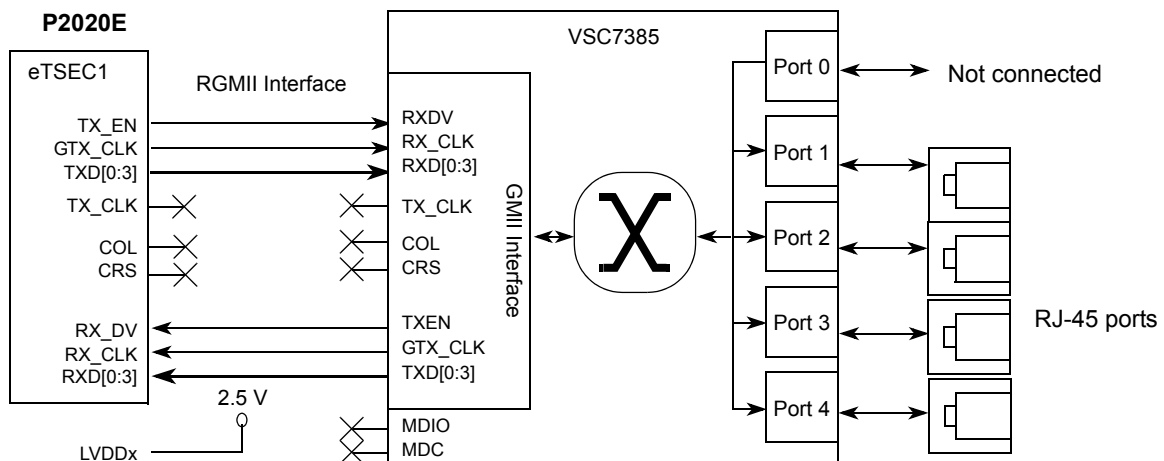 P2020E
eTSEC1
TX_EN
GTX_CLK
TXD[0:3]
TX_CLK
COL
CRS
RX_DV
RX_CLK
RXD[0:3]
LVDDx
2.5 V
RGMII Interface
VSC7385
RXDV
RX_CLK
RXD[0:3]
TX_CLK
COL
CRS
TXEN
GTX_CLK
TXD[0:3]
MDIO
MDC
GMII Interface
Port 0
Port 1
Port 2
Port 3
Port 4
Not connected
RJ-45 ports